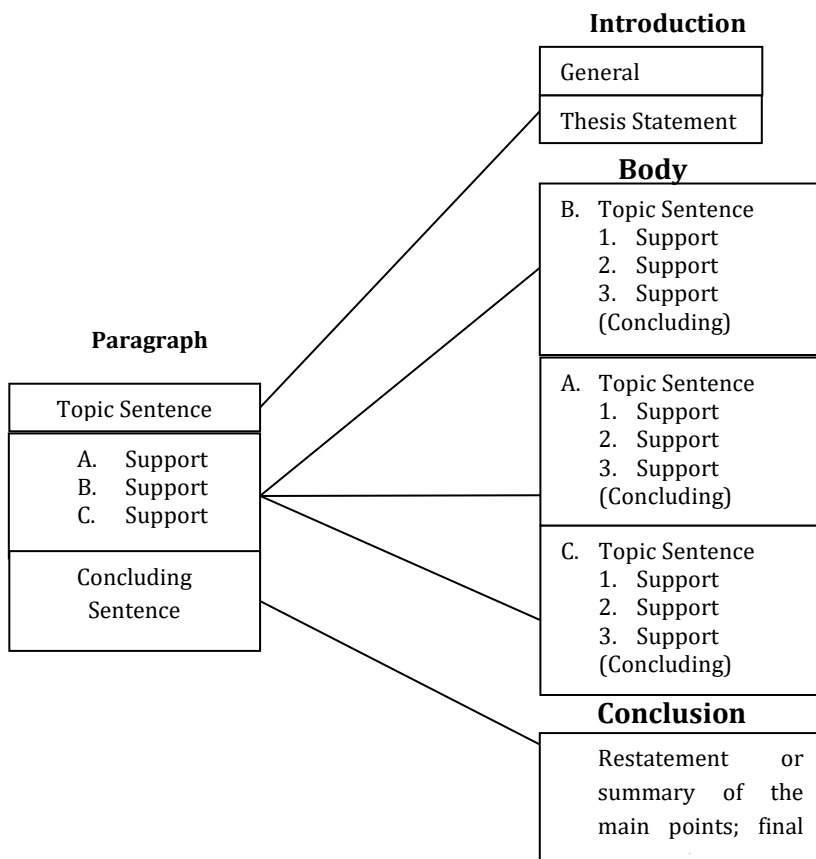 Paragraph
Topic Sentence
A. Support
B. Support
C. Support
Concluding
Sentence
Introduction
General
Thesis Statement
Body
B. Topic Sentence
1. Support
2. Support
3. Support
(Concluding)
A. Topic Sentence
1. Support
2. Support
3. Support
(Concluding)
C. Topic Sentence
1. Support
2. Support
3. Support
(Concluding)
Conclusion
Restatement or
summary of the
main points; final